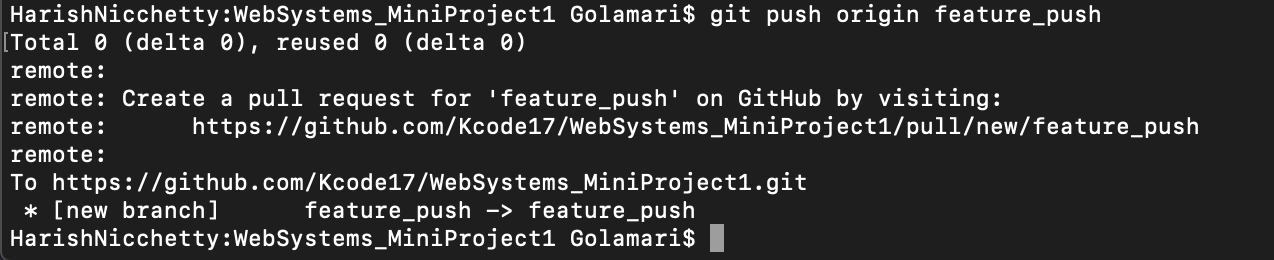 HarishNicchetty:WebSystems_MiniProject1 Golamari$ git push origin feature_push
[Total 0 (delta 0), reused 0 (delta 0)
remote:
remote: Create a pull request for 'feature_push' on GitHub by visiting:
remote:      https://github.com/Kcode17/WebSystems_MiniProject1/pull/new/feature_push
remote:
To https://github.com/Kcode17/WebSystems_MiniProject1.git
 * [new branch]      feature_push -> feature_push
HarishNicchetty:WebSystems_MiniProject1 Golamari$